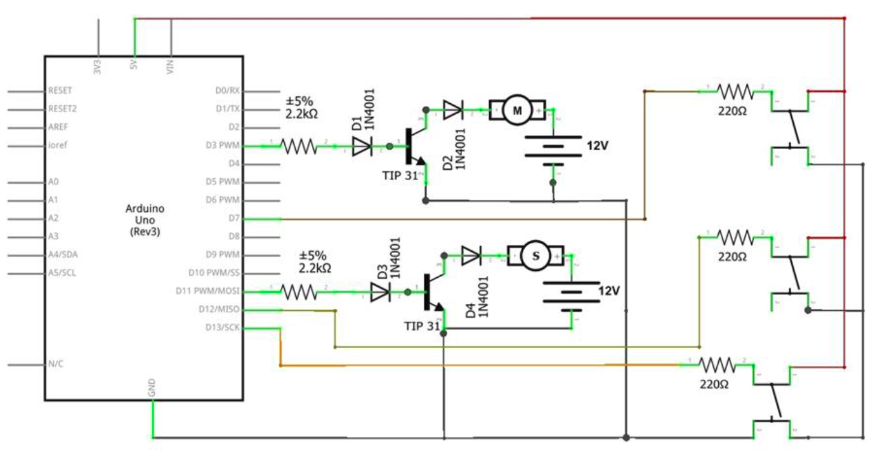 3V3
5V
VIN
RESET
RESET2
AREF
ioref
A0
A1
A2
A3
A4/SDA
A5/SCL
N/C
Arduino
Uno
(Rev3)
D0/RX
D1/TX
D2
D3 PWM
D4
D5 PWM
D6 PWM
D7
D8
D9 PWM
D10 PWM/SS
D11 PWM/MOSI
D12/MISO
D13/SCK
GND
±5%
2.2kΩ
D1
1N4001
TIP 31
D2
1N4001
M
12V
±5%
2.2kΩ
D3
1N4001
TIP 31
D4
1N4001
S
12V
220Ω
220Ω
220Ω